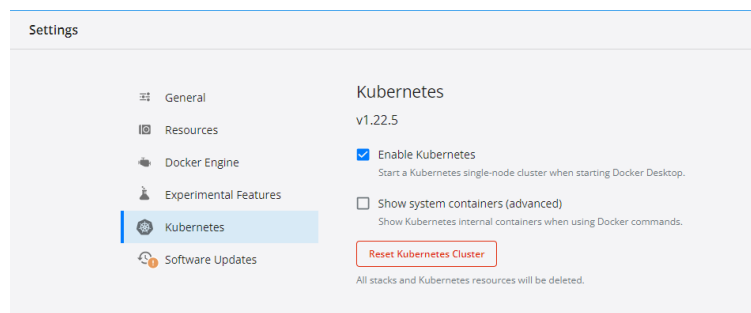 Settings
General
Resources
Docker Engine
Experimental Features
Kubernetes
Software Updates
Kubernetes
v1.22.5
Enable Kubernetes
Start a Kubernetes single-node cluster when starting Docker Desktop.
Show system containers (advanced)
Show Kubernetes internal containers when using Docker commands.
Reset Kubernetes Cluster
All stacks and Kubernetes resources will be deleted.